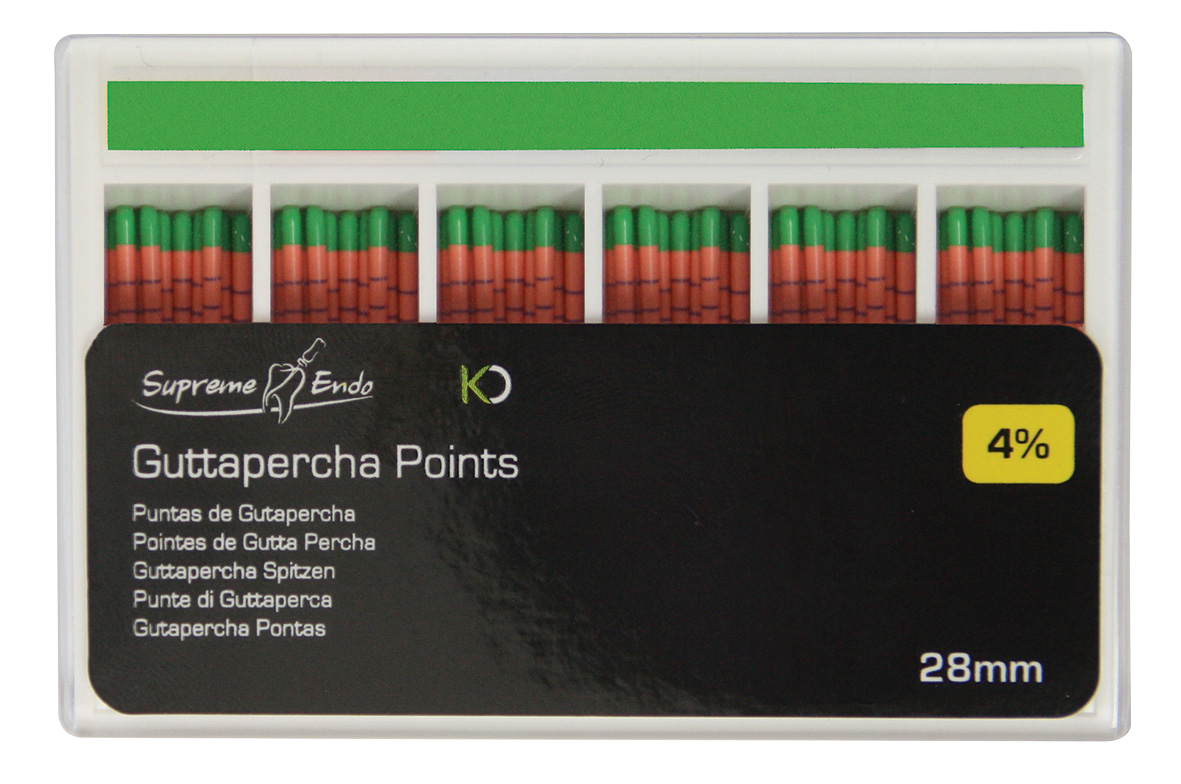 Supreme Endo KO
Guttapercha Points
4%
Puntas de Gutapercha
Pointes de Gutta Percha
Guttapercha Spitzen
Punte di Guttaperca
Gutapercha Pontas
28mm